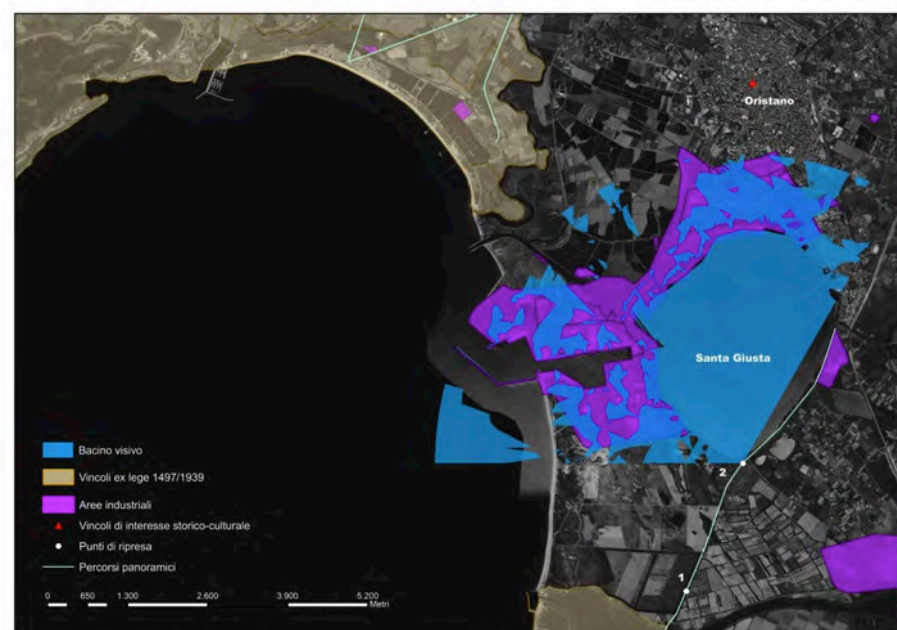 Oristano
Santa Giusta
2
1
Bacino visivo
Vincoli ex lege 1497/1939
Aree industriali
Vincoli di interesse storico-culturale
Punti di ripresa
Percorsi panoramici
0 650 1.300 2.600 3.900 5.200
Metri